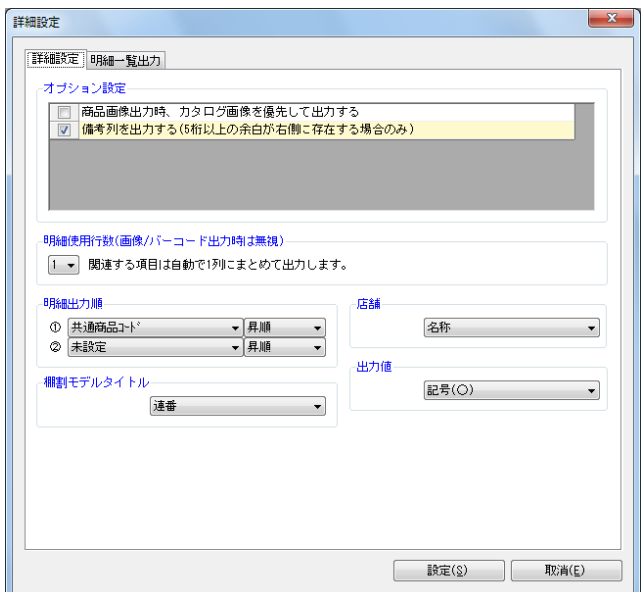 詳細設定
詳細設定 明細一覧出力
オプション設定
商品画像出力時、カタログ画像を優先して出力する
備考列を出力する(5桁以上の余白が右側に存在する場合のみ)
明細使用行数(画像/バーコード出力時は無視)
1 関連する項目は自動で1列にまとめて出力します。
明細出力順
① 共通商品ｺｰﾄﾞ 昇順
② 未設定 昇順
店舗
名称
棚割モデルタイトル
連番
出力値
記号(○)
設定(S) 取消(E)